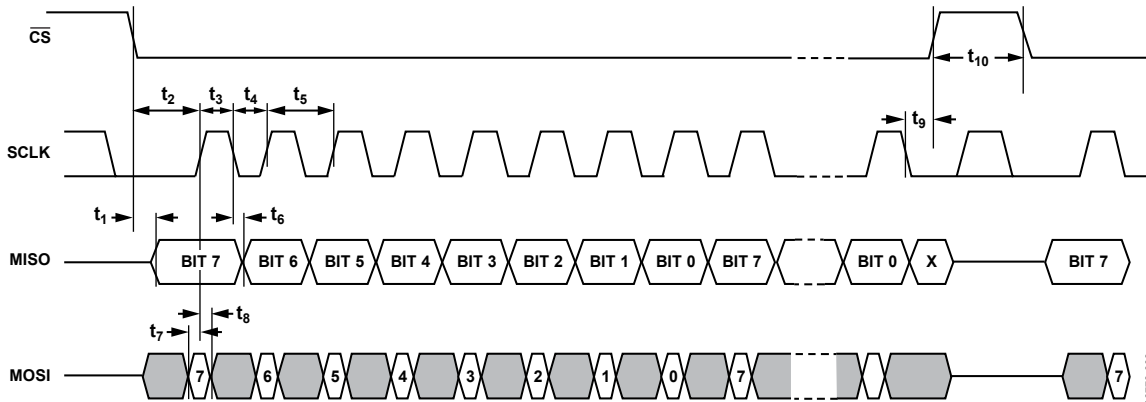 CS
t10
t2 t3 t4 t5
t9
SCLK
t1 t6
MISO BIT 7 BIT 6 BIT 5 BIT 4 BIT 3 BIT 2 BIT 1 BIT 0 BIT 7 BIT 0 X BIT 7
t7 t8
MOSI 7 6 5 4 3 2 1 0 7 7